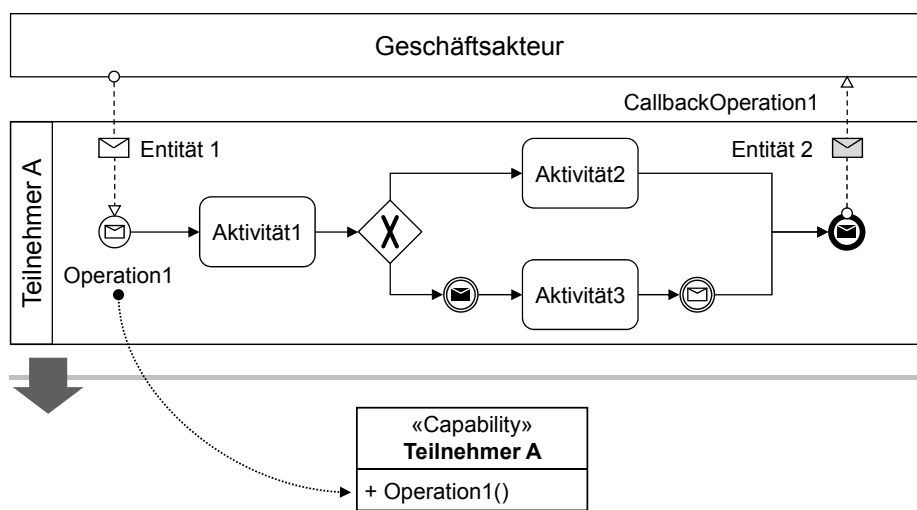 Geschäftsakteur
CallbackOperation1
Teilnehmer A
Entität 1
Entität 2
Aktivität2
Aktivität1
X
Operation1
Aktivität3
«Capability»
Teilnehmer A
+ Operation1()